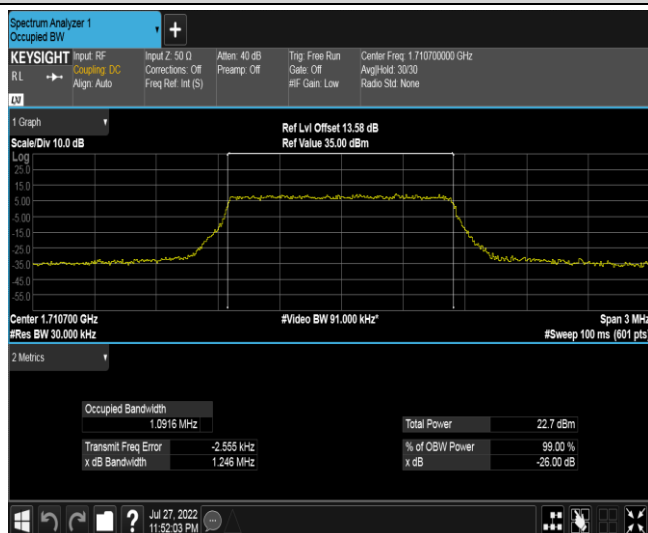 Spectrum Analyzer 1
Occupied BW
+
KEYSIGHT Input: RF Input Z: 50 Ω Atten: 40 dB Trig: Free Run Center Freq: 1.710700000 GHz
RL Coupling: DC Corrections: Off Preamp: Off Gate: Off Avg|Hold: 30/30
Align: Auto Freq Ref: Int (S) #IF Gain: Low Radio Std: None
LXI
1 Graph
Ref Lvl Offset 13.58 dB
Scale/Div 10.0 dB Ref Value 35.00 dBm
Log
25.0
15.0
5.00
-5.00
-15.0
-25.0
-35.0
-45.0
-55.0
Center 1.710700 GHz #Video BW 91.000 kHz* Span 3 MHz
#Res BW 30.000 kHz #Sweep 100 ms (601 pts)
2 Metrics
Occupied Bandwidth
1.0916 MHz Total Power 22.7 dBm
Transmit Freq Error -2.555 kHz % of OBW Power 99.00 %
x dB Bandwidth 1.246 MHz x dB -26.00 dB
?
Jul 27, 2022
11:52:03 PM